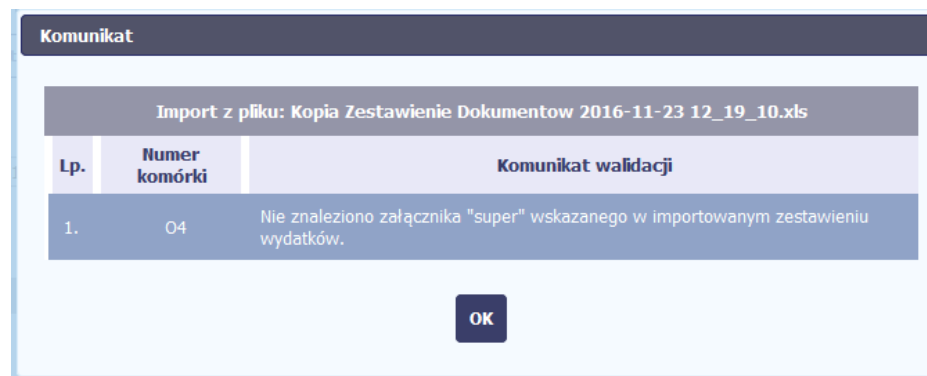 Komunikat
Import z pliku: Kopia Zestawienie Dokumentow 2016-11-23 12_19_10.xls
Lp.
Numer
komórki
Komunikat walidacji
1.
O4
Nie znaleziono załącznika "super" wskazanego w importowanym zestawieniu
wydatków.
OK